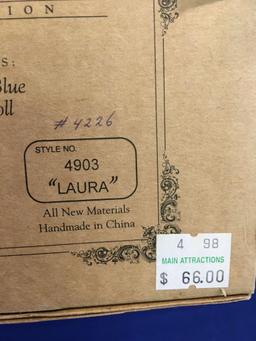 ION
S:
Blue
oll
#4226
STYLE NO.
4903
"LAURA"
All New Materials
Handmade in China
4 98
MAIN ATTRACTIONS
$ 66.00